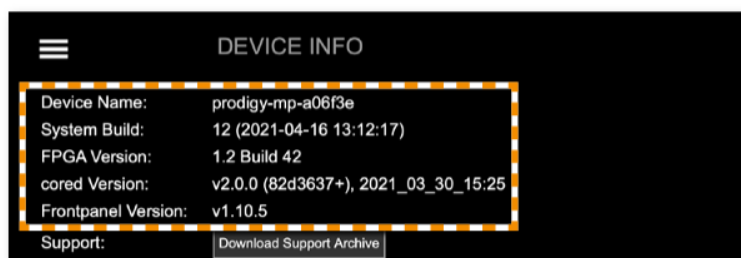 DEVICE INFO
Device Name: prodigy-mp-a06f3e
System Build: 12 (2021-04-16 13:12:17)
FPGA Version: 1.2 Build 42
cored Version: v2.0.0 (82d3637+), 2021_03_30_15:25
Frontpanel Version: v1.10.5
Support: Download Support Archive